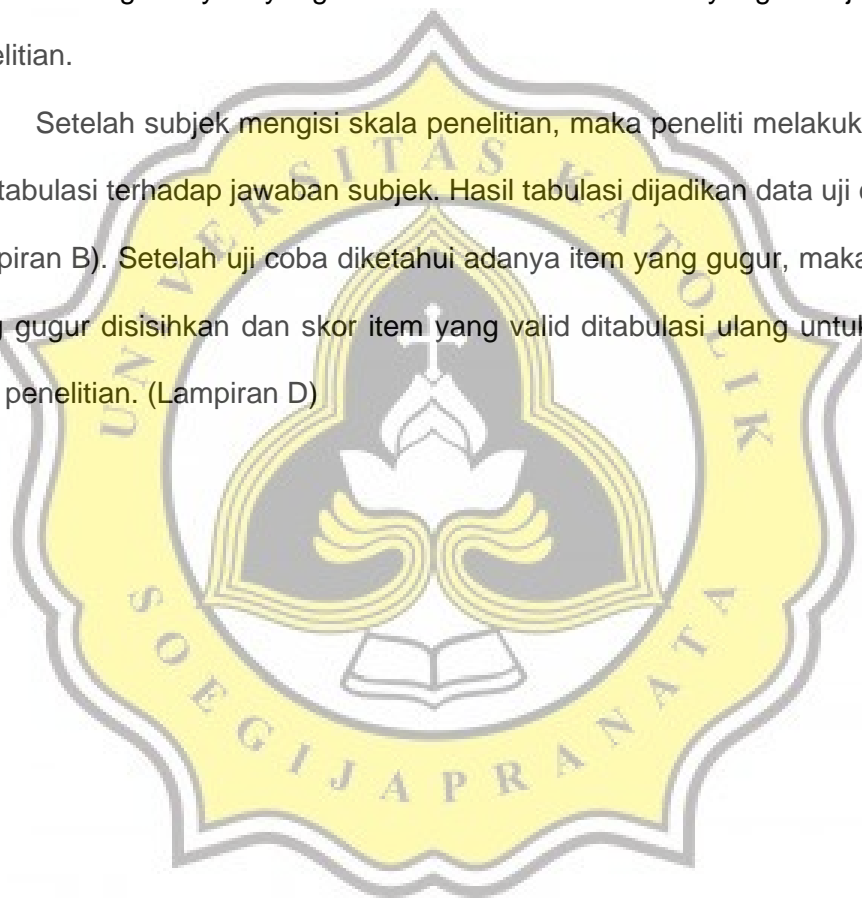 elitian.
Setelah subjek mengisi skala penelitian, maka peneliti
tabulasi terhadap jawaban subjek. Hasil tabulasi dijadikan data uji
B). Setelah uji coba diketahui adanya item yang gugur, maka
gugur disisihkan dan skor item yang valid ditabulasi ulang untuk
penelitian. (Lampiran D)
UNIVERSITAS KATOLIK
SOEGIJAPRANATA